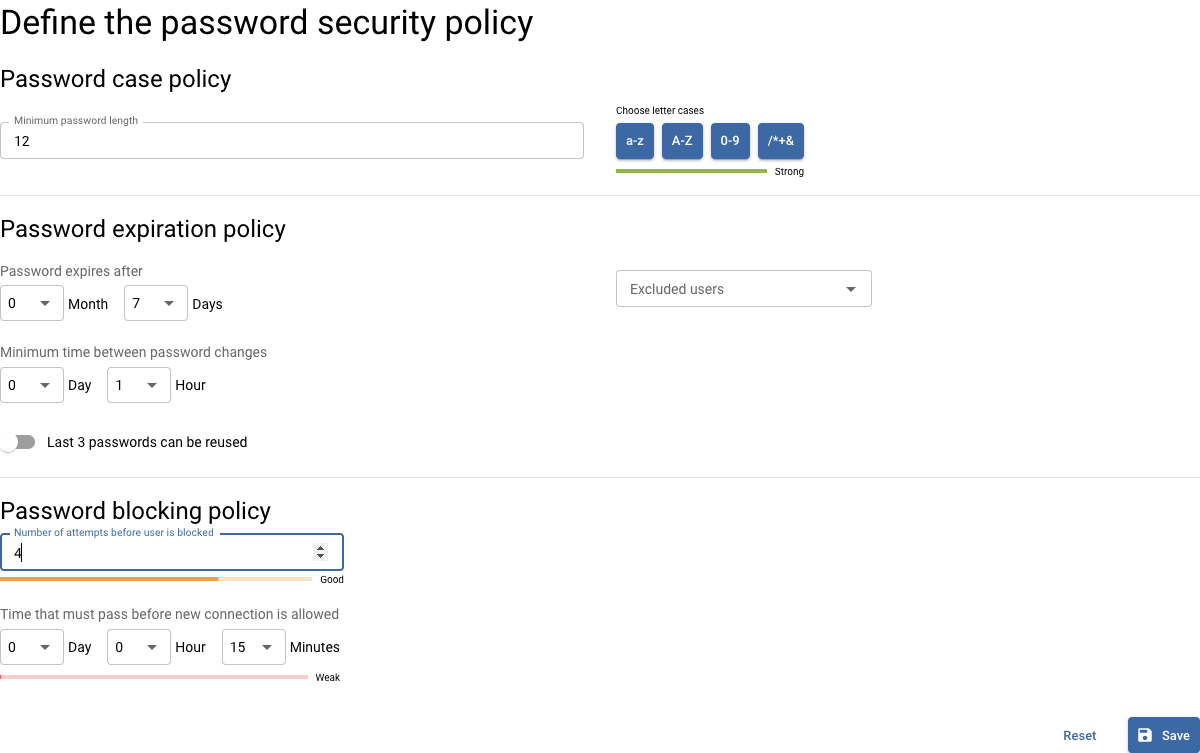 Define the password security policy
Password case policy
Minimum password length
12
Choose letter cases
a-z A-Z 0-9 /*+&
Strong
Password expiration policy
Password expires after
0 Month 7 Days
Excluded users
Minimum time between password changes
0 Day 1 Hour
Last 3 passwords can be reused
Password blocking policy
Number of attempts before user is blocked
4
Good
Time that must pass before new connection is allowed
0 Day 0 Hour 15 Minutes
Weak
Reset Save